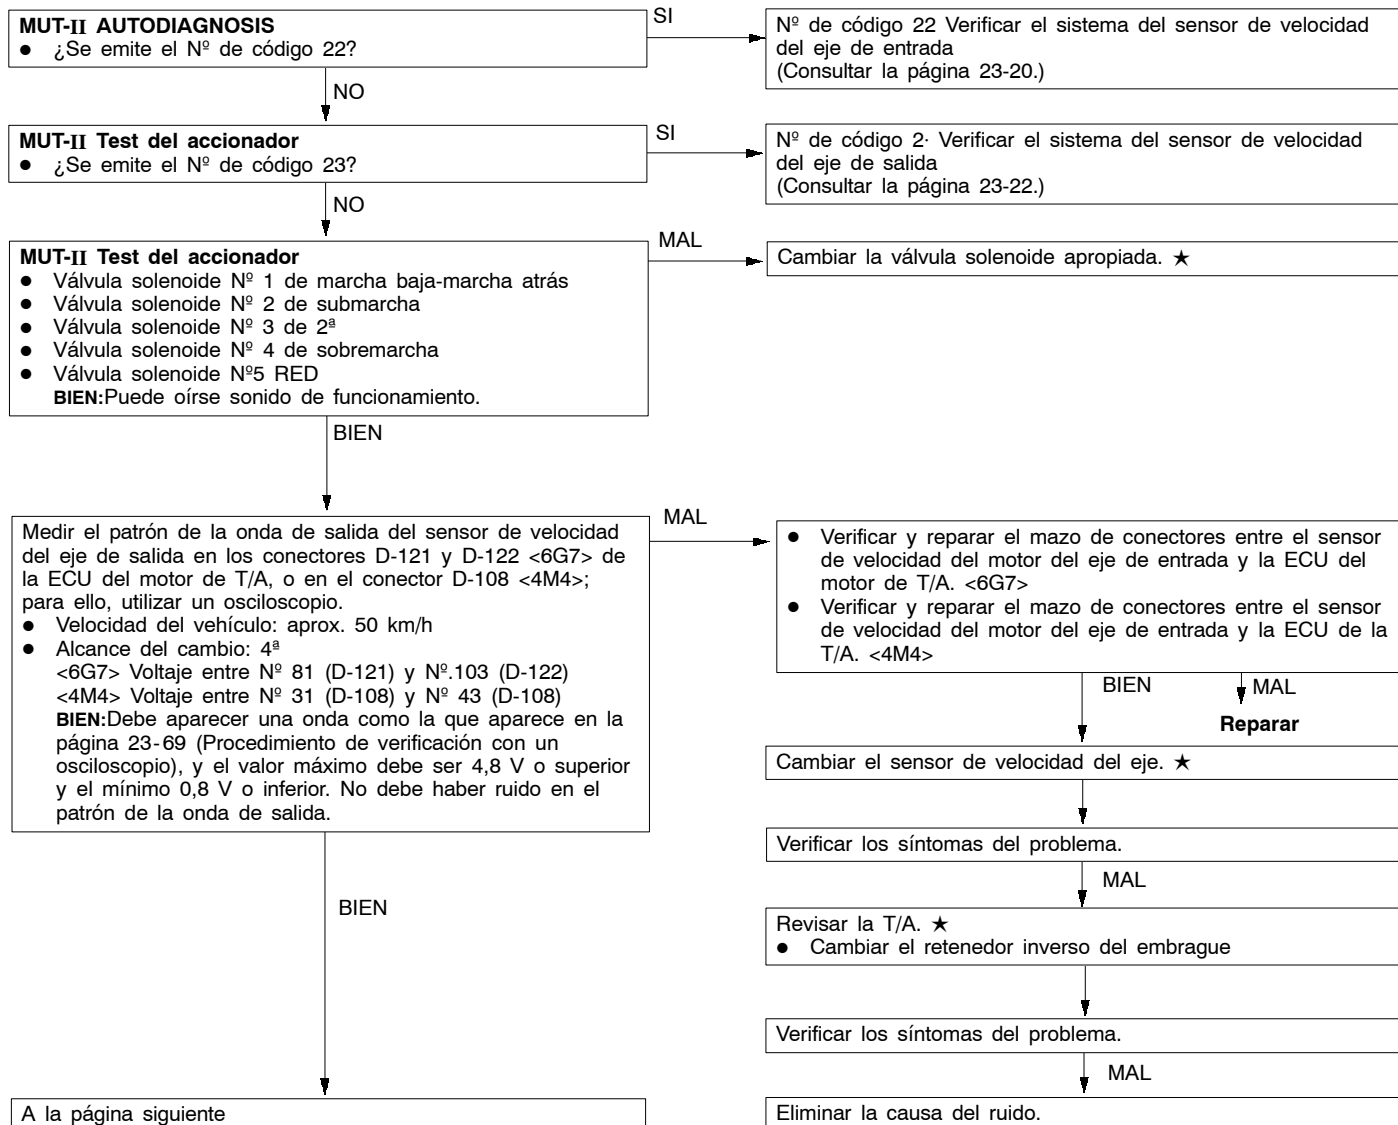 MUT-II AUTODIAGNOSIS
● ¿Se emite el Nº de código 22?
SI
Nº de código 22 Verificar el sistema del sensor de velocidad
del eje de entrada
(Consultar la página 23-20.)
NO
MUT-II Test del accionador
● ¿Se emite el Nº de código 23?
SI
Nº de código 2· Verificar el sistema del sensor de velocidad
del eje de salida
(Consultar la página 23-22.)
NO
MUT-II Test del accionador
● Válvula solenoide Nº 1 de marcha baja-marcha atrás
● Válvula solenoide Nº 2 de submarcha
● Válvula solenoide Nº 3 de 2ª
● Válvula solenoide Nº 4 de sobremarcha
● Válvula solenoide Nº5 RED
BIEN:Puede oírse sonido de funcionamiento.
MAL
Cambiar la válvula solenoide apropiada. ★
BIEN
Medir el patrón de la onda de salida del sensor de velocidad
del eje de salida en los conectores D-121 y D-122 <6G7> de
la ECU del motor de T/A, o en el conector D-108 <4M4>;
para ello, utilizar un osciloscopio.
● Velocidad del vehículo: aprox. 50 km/h
● Alcance del cambio: 4ª
<6G7> Voltaje entre Nº 81 (D-121) y Nº.103 (D-122)
<4M4> Voltaje entre Nº 31 (D-108) y Nº 43 (D-108)
BIEN:Debe aparecer una onda como la que aparece en la
página 23-69 (Procedimiento de verificación con un
osciloscopio), y el valor máximo debe ser 4,8 V o superior
y el mínimo 0,8 V o inferior. No debe haber ruido en el
patrón de la onda de salida.
MAL
● Verificar y reparar el mazo de conectores entre el sensor
de velocidad del motor del eje de entrada y la ECU del
motor de T/A. <6G7>
● Verificar y reparar el mazo de conectores entre el sensor
de velocidad del motor del eje de entrada y la ECU de la
T/A. <4M4>
BIEN
MAL
Reparar
Cambiar el sensor de velocidad del eje. ★
Verificar los síntomas del problema.
MAL
Revisar la T/A. ★
● Cambiar el retenedor inverso del embrague
Verificar los síntomas del problema.
MAL
Eliminar la causa del ruido.
BIEN
A la página siguiente